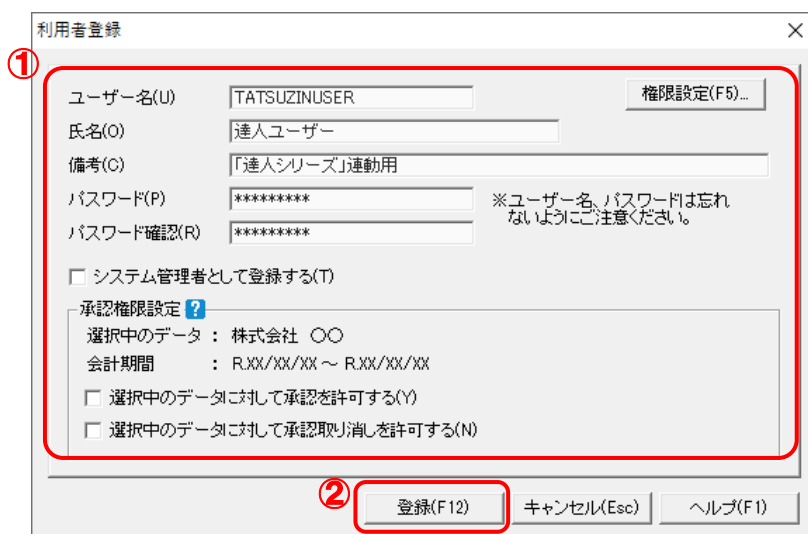 利用者登録
①
ユーザー名(U) TATSUZINUSER 権限設定(F5)...
氏名(O) 達人ユーザー
備考(C) 「達人シリーズ」連動用
パスワード(P) *********
※ユーザー名、パスワードは忘れ
ないようにご注意ください。
パスワード確認(R) *********
システム管理者として登録する(T)
承認権限設定 ?
選択中のデータ : 株式会社 〇〇
会計期間 : R.XX/XX/XX ~ R.XX/XX/XX
選択中のデータに対して承認を許可する(Y)
選択中のデータに対して承認取り消しを許可する(N)
②
登録(F12) キャンセル(Esc) ヘルプ(F1)